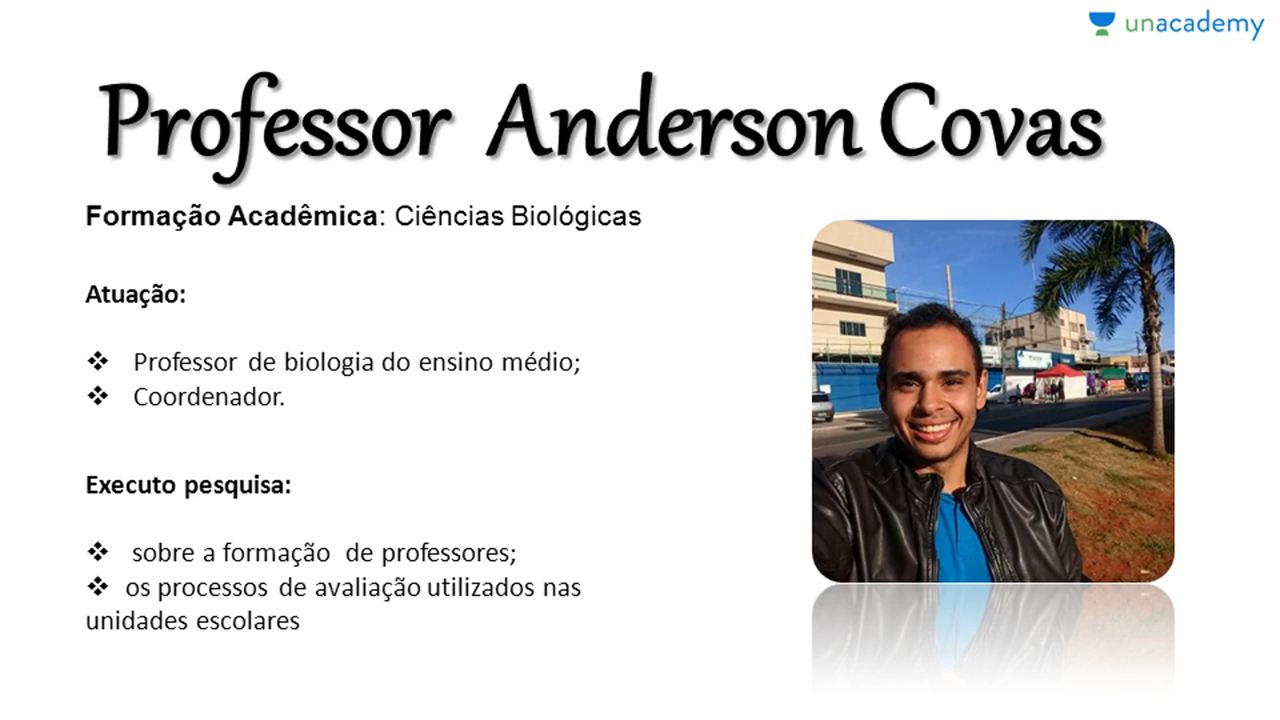 unacademy
Professor Anderson Covas
Formação Acadêmica: Ciências Biológicas
Atuação:
❖ Professor de biologia do ensino médio;
❖ Coordenador.
Executo pesquisa:
❖ sobre a formação de professores;
❖ os processos de avaliação utilizados nas
unidades escolares